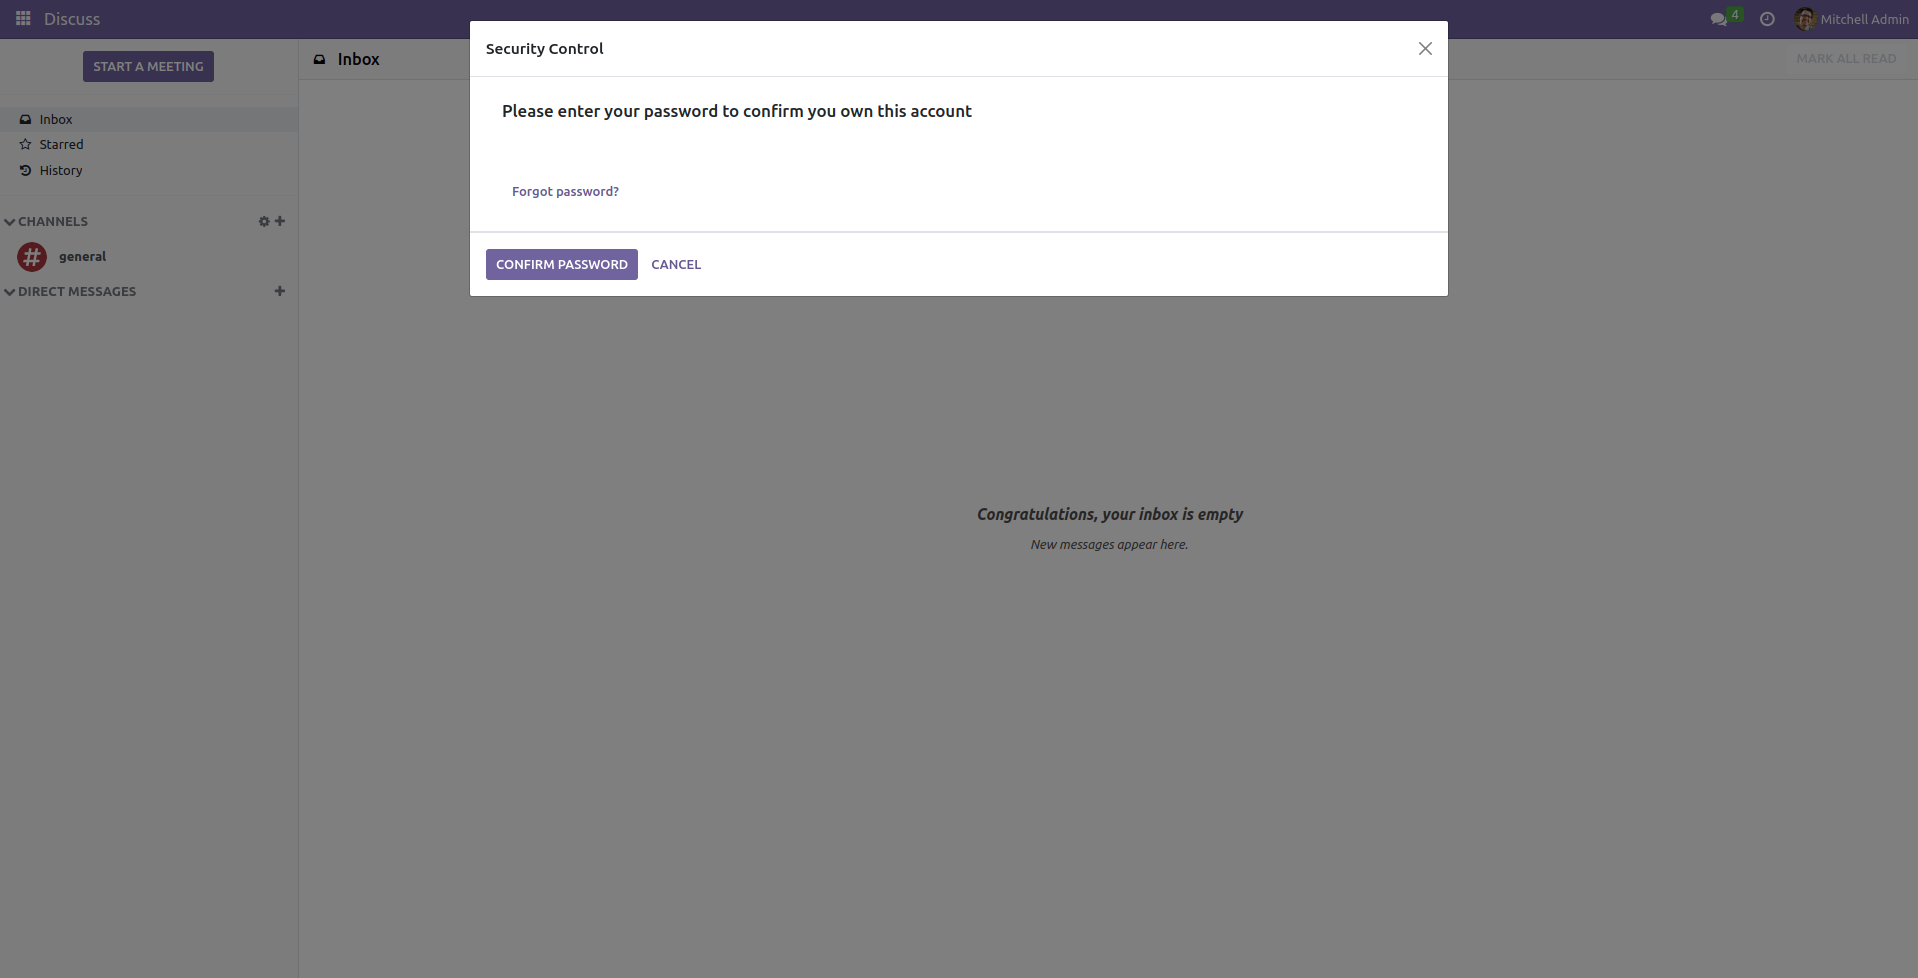 Discuss
4
Mitchell Admin
Security Control
START A MEETING
Inbox
MARK ALL READ
Inbox
Starred
History
CHANNELS
general
DIRECT MESSAGES
Please enter your password to confirm you own this account
Forgot password?
CONFIRM PASSWORD
CANCEL
Congratulations, your inbox is empty
New messages appear here.